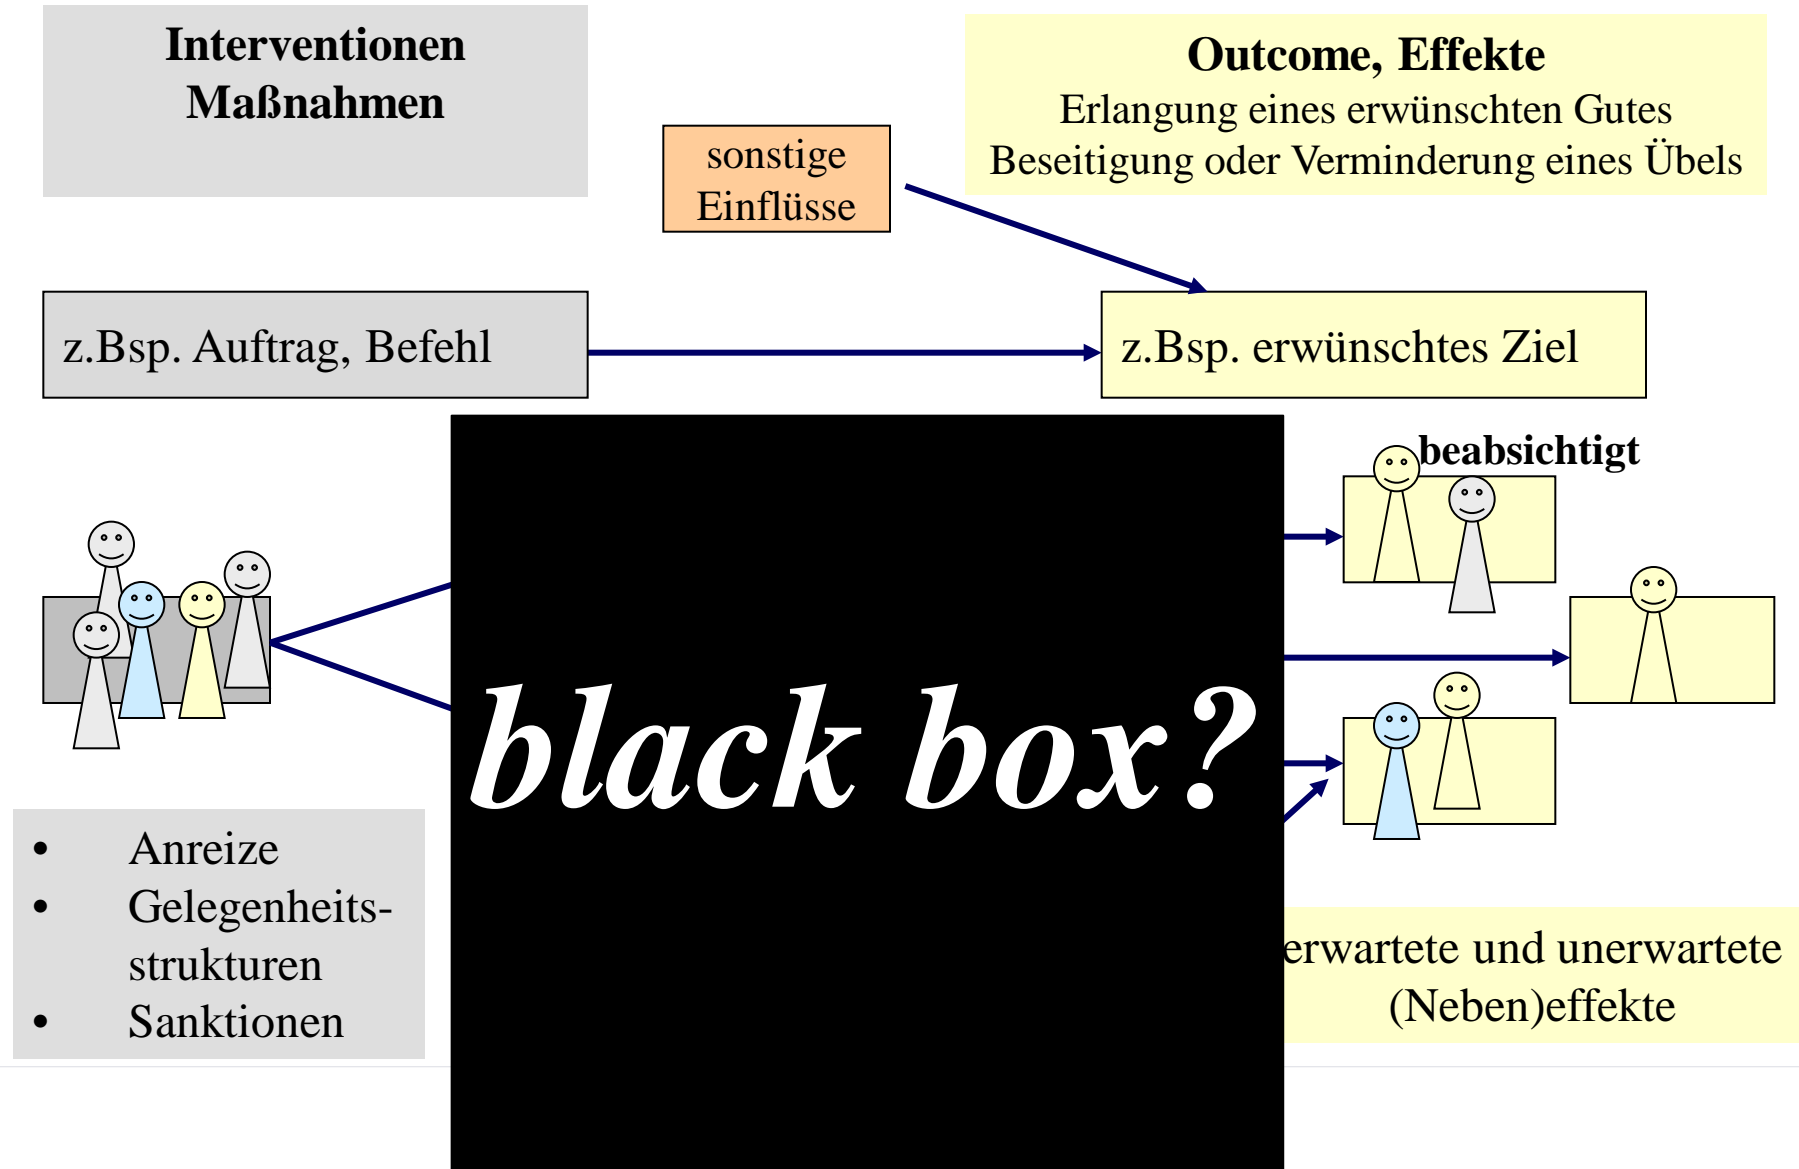 Interventionen
Maßnahmen
Outcome, Effekte
Erlangung eines erwünschten Gutes
Beseitigung oder Verminderung eines Übels
sonstige
Einflüsse
z.Bsp. Auftrag, Befehl
z.Bsp. erwünschtes Ziel
beabsichtigt
black box?
• Anreize
• Gelegenheits-
strukturen
• Sanktionen
erwartete und unerwartete
(Neben)effekte